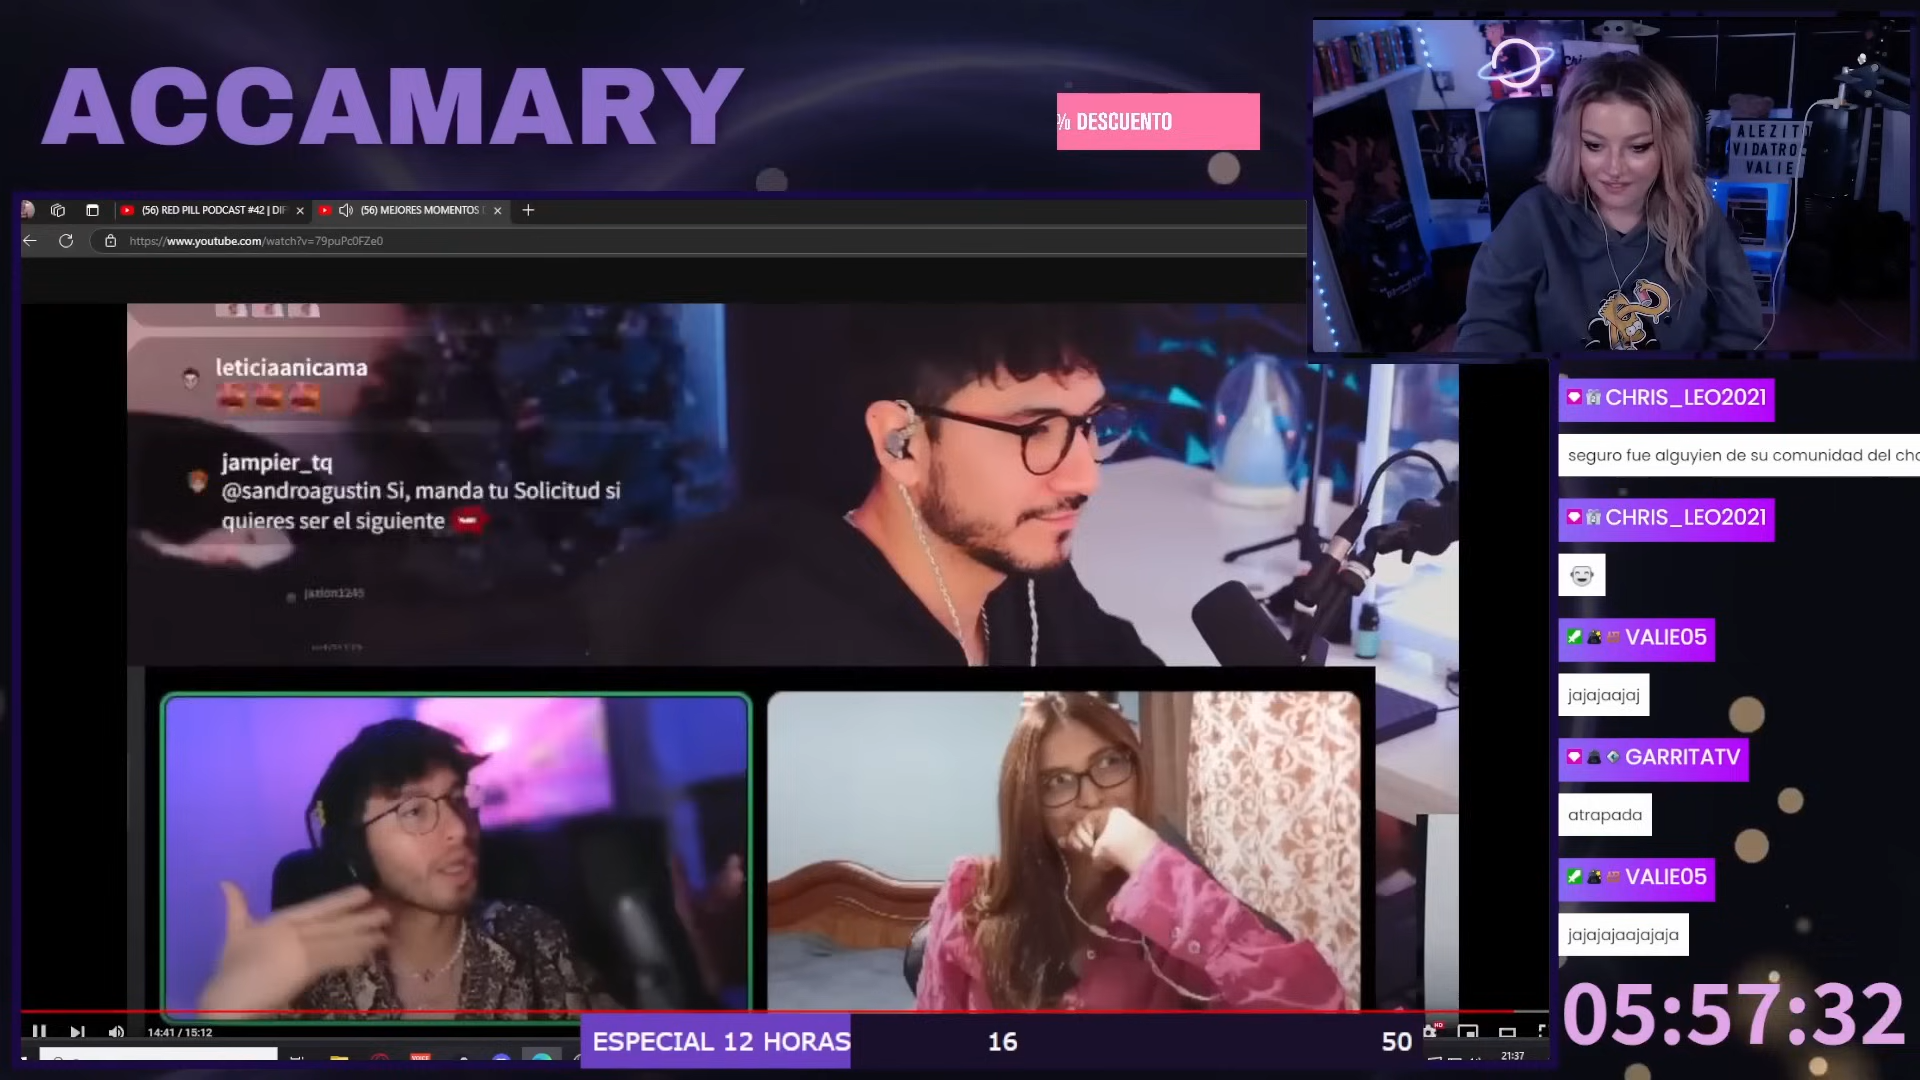 ACCAMARY
% DESCUENTO
ALEZIT
VIDATRO
VALIE
(56) RED PILL PODCAST #42 | DIF
(56) MEJORES MOMENTOS
https://www.youtube.com/watch?v=79puPc0FZe0
leticiaanicama
jampier_tq
@sandroagustin Si, manda tu Solicitud si
quieres ser el siguiente
CHRIS_LEO2021
seguro fue alguyien de su comunidad del cho
CHRIS_LEO2021
VALIE05
jajajaajaj
GARRITATV
atrapada
VALIE05
jajajajaajajaja
14:41 / 15:12
ESPECIAL 12 HORAS
16
50
HD
21:37
05:57:32